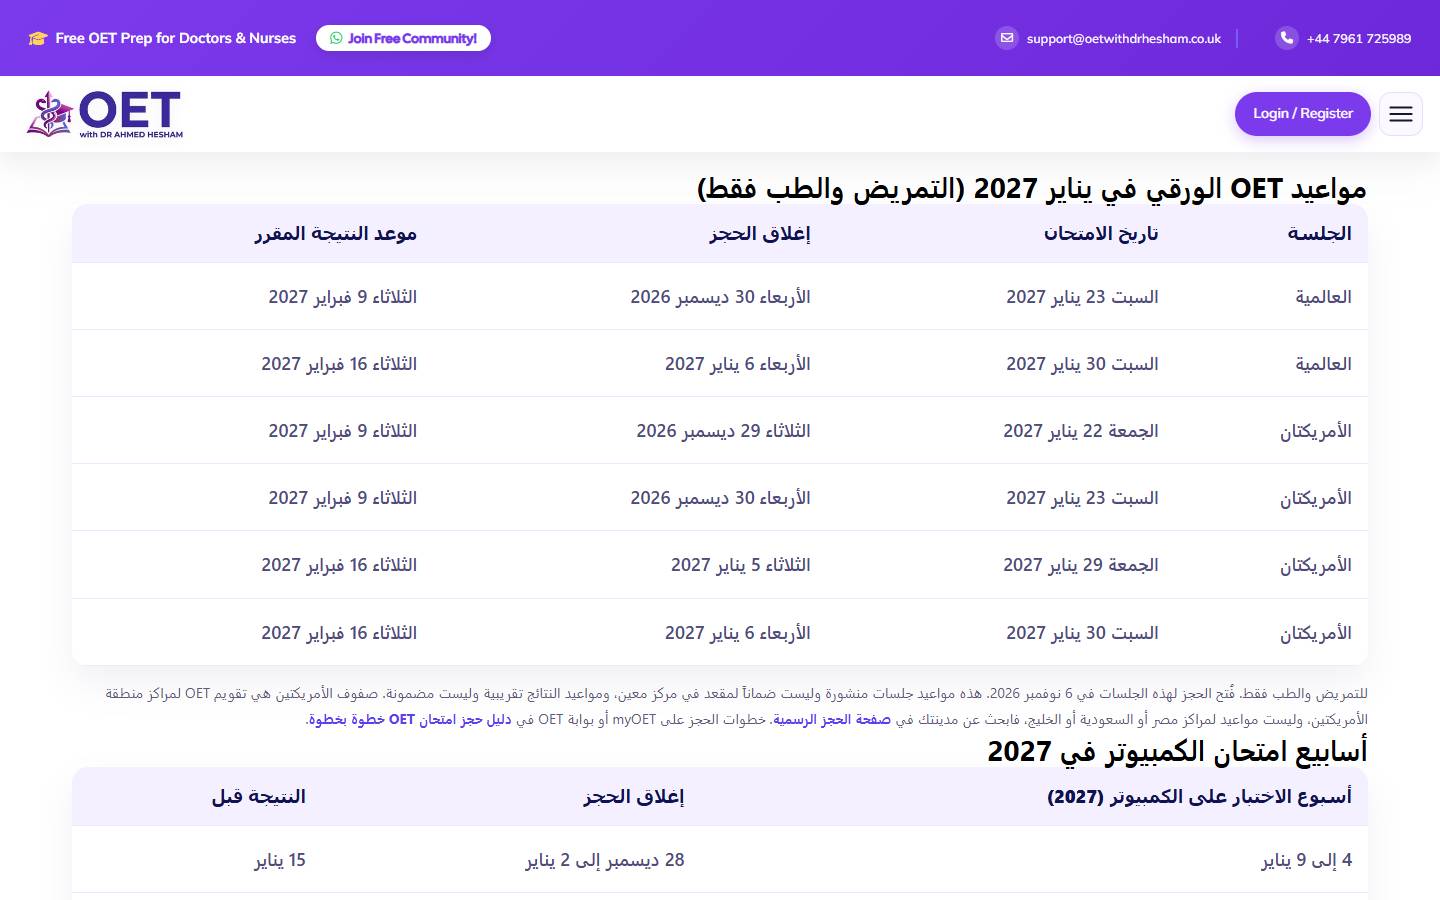 Free OET Prep for Doctors & Nurses
Join Free Community!
support@oetwithdrhesham.co.uk
+44 7961 725989
OET
with DR AHMED HESHAM
Login / Register
مواعيد OET الورقي في يناير 2027 (التمريض والطب فقط)
الجلسة تاريخ الامتحان إغلاق الحجز موعد النتيجة المقرر
العالمية السبت 23 يناير 2027 الأربعاء 30 ديسمبر 2026 الثلاثاء 9 فبراير 2027
العالمية السبت 30 يناير 2027 الأربعاء 6 يناير 2027 الثلاثاء 16 فبراير 2027
الأمريكتان الجمعة 22 يناير 2027 الثلاثاء 29 ديسمبر 2026 الثلاثاء 9 فبراير 2027
الأمريكتان السبت 23 يناير 2027 الأربعاء 30 ديسمبر 2026 الثلاثاء 9 فبراير 2027
الأمريكتان الجمعة 29 يناير 2027 الثلاثاء 5 يناير 2027 الثلاثاء 16 فبراير 2027
الأمريكتان السبت 30 يناير 2027 الأربعاء 6 يناير 2027 الثلاثاء 16 فبراير 2027
للتمريض والطب فقط. فُتح الحجز لهذه الجلسات في 6 نوفمبر 2026. هذه مواعيد جلسات منشورة وليست ضماناً لمقعد في مركز معين، ومواعيد النتائج تقريبية وليست مضمونة. صفوف الأمريكتين هي تقويم OET لمراكز منطقة
الأمريكتين، وليست مواعيد لمراكز مصر أو السعودية أو الخليج، فابحث عن مدينتك في صفحة الحجز الرسمية. خطوات الحجز على myOET أو بوابة OET في دليل حجز امتحان OET خطوة بخطوة.
أسابيع امتحان الكمبيوتر في 2027
أسبوع الاختبار على الكمبيوتر (2027) إغلاق الحجز النتيجة قبل
4 إلى 9 يناير 28 ديسمبر إلى 2 يناير 15 يناير